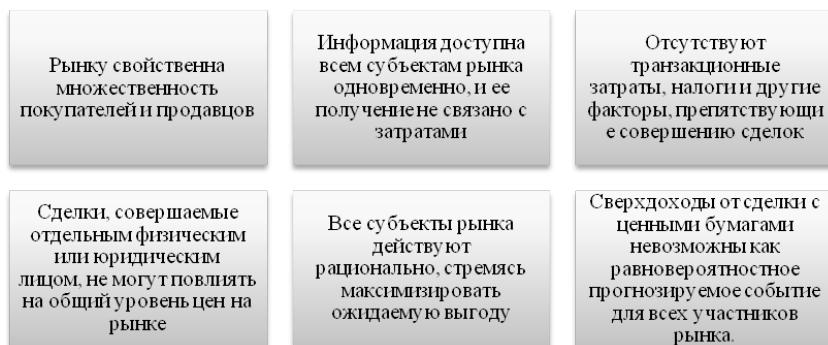 Рынку свойственна
множественность
покупателей и продавцов
Информация доступна
всем субъектам рынка
одновременно, и ее
получение не связано с
затратами
Отсутствуют
транзакционные
затраты, налоги и другие
факторы, препятствующи
е совершению сделок
Сделки, совершаемые
отдельным физическим
или юридическим
лицом, не могут повлиять
на общий уровень цен на
рынке
Все субъекты рынка
действуют
рационально, стремясь
максимизировать
ожидаемую выгоду
Сверхдоходы от сделки с
ценными бумагами
невозможны как
равновероятностное
прогнозируемое событие
для всех участников
рынка.